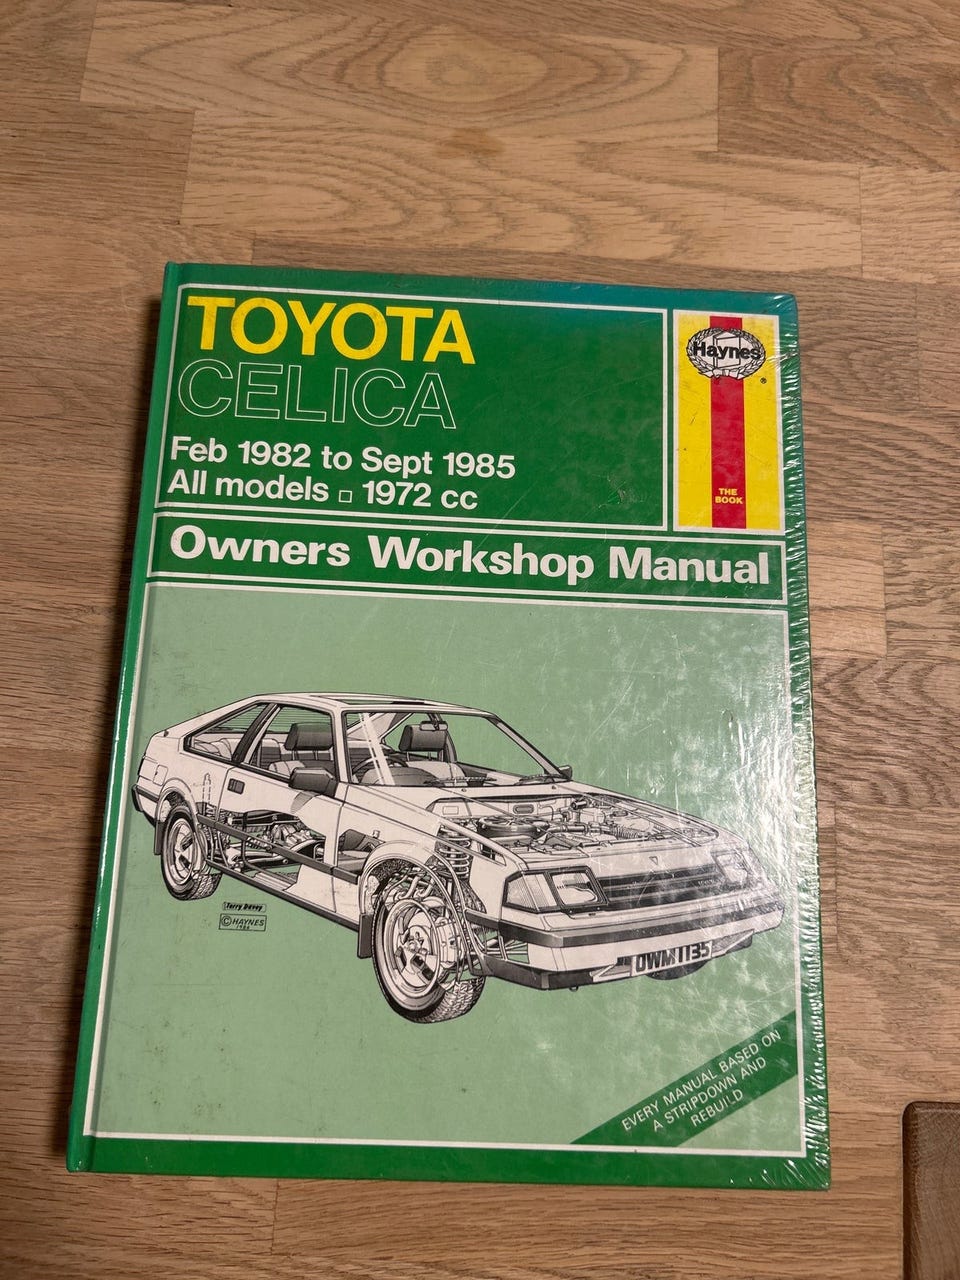 TOYOTA
CELICA
Feb 1982 to Sept 1985
All models □ 1972 cc
Haynes
®
THE
BOOK
Owners Workshop Manual
Terry Davey
© HAYNES
1986
OWM1135
EVERY MANUAL BASED ON
A STRIPDOWN AND
REBUILD